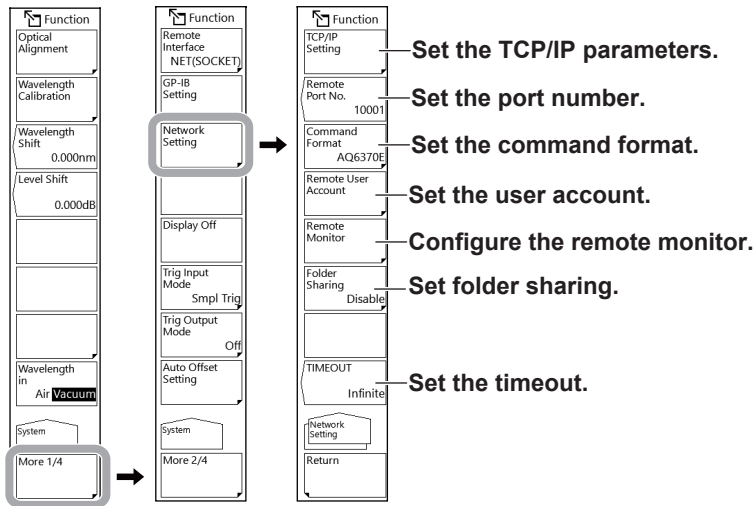 Function
Optical
Alignment
Wavelength
Calibration
Wavelength
Shift
0.000nm
Level Shift
0.000dB
Wavelength
in
Air Vacuum
System
More 1/4
Function
Remote
Interface
NET(SOCKET)
GP-IB
Setting
Network
Setting
Display Off
Trig Input
Mode
Smpl Trig
Trig Output
Mode
Off
Auto Offset
Setting
System
More 2/4
Function
TCP/IP
Setting
Remote
Port No.
10001
Command
Format
AQ6370E
Remote User
Account
Remote
Monitor
Folder
Sharing
Disable
TIMEOUT
Infinite
Network
Setting
Return
Set the TCP/IP parameters.
Set the port number.
Set the command format.
Set the user account.
Configure the remote monitor.
Set folder sharing.
Set the timeout.